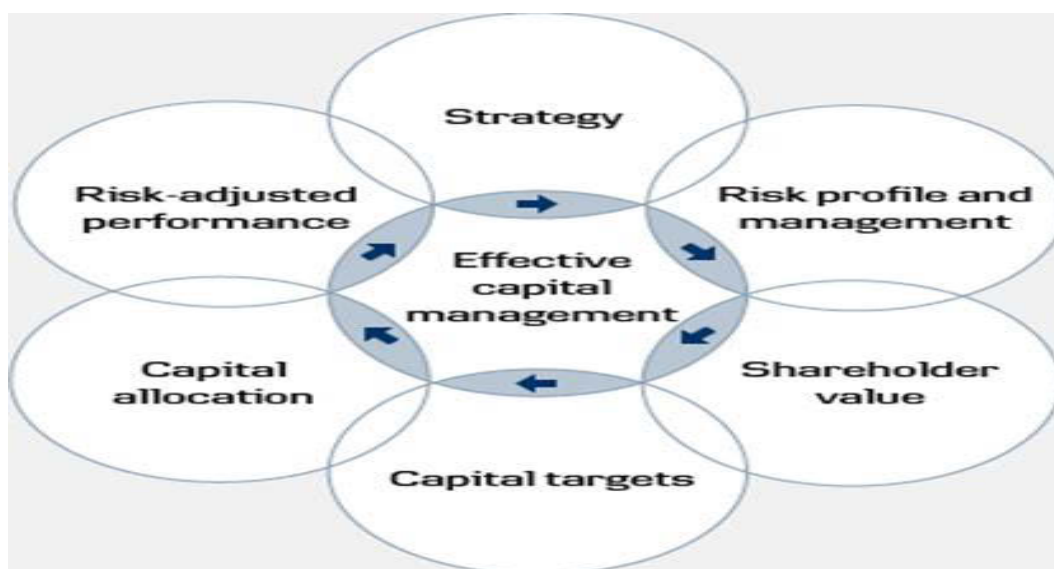 Strategy
Risk-adjusted
performance
Risk profile and
management
Effective
capital
management
Capital
allocation
Shareholder
value
Capital targets